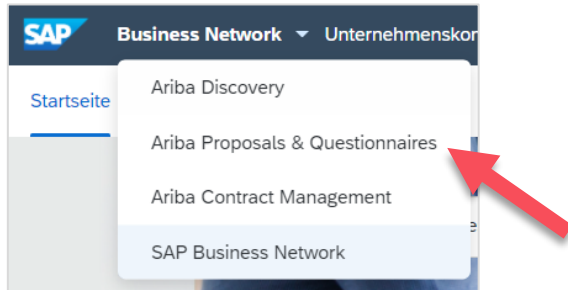 SAP Business Network Unternehmenskor
Startseite
Ariba Discovery
Ariba Proposals & Questionnaires
Ariba Contract Management
SAP Business Network